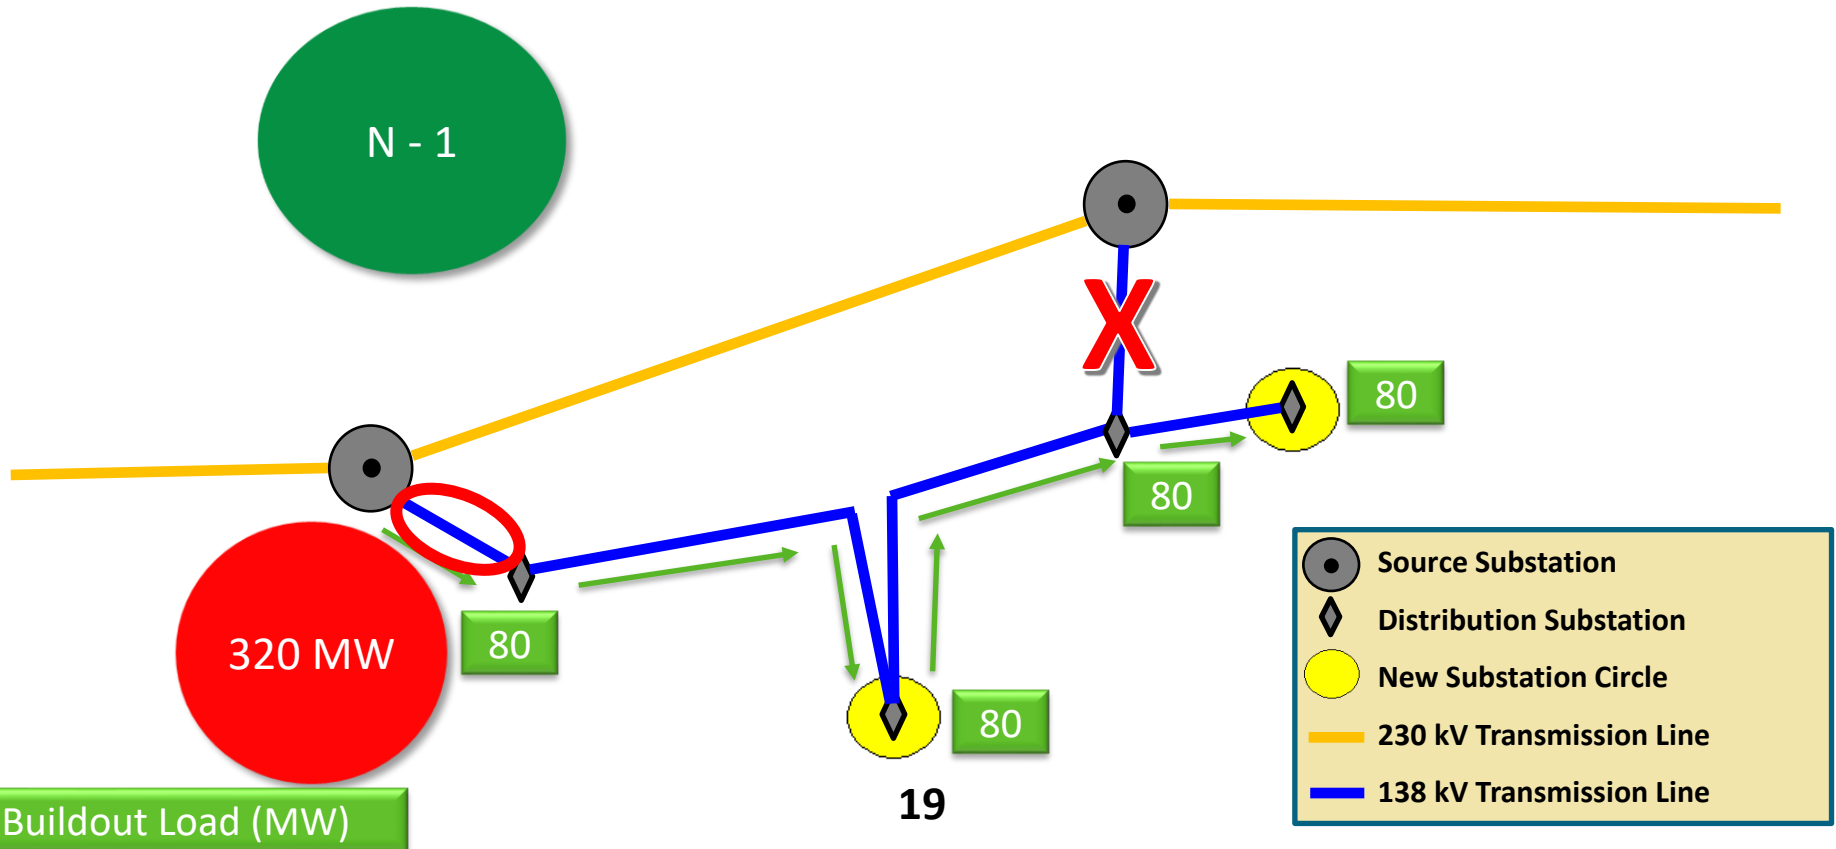 N - 1
X
80
80
320 MW
80
80
19
Buildout Load (MW)
Source Substation
Distribution Substation
New Substation Circle
230 kV Transmission Line
138 kV Transmission Line